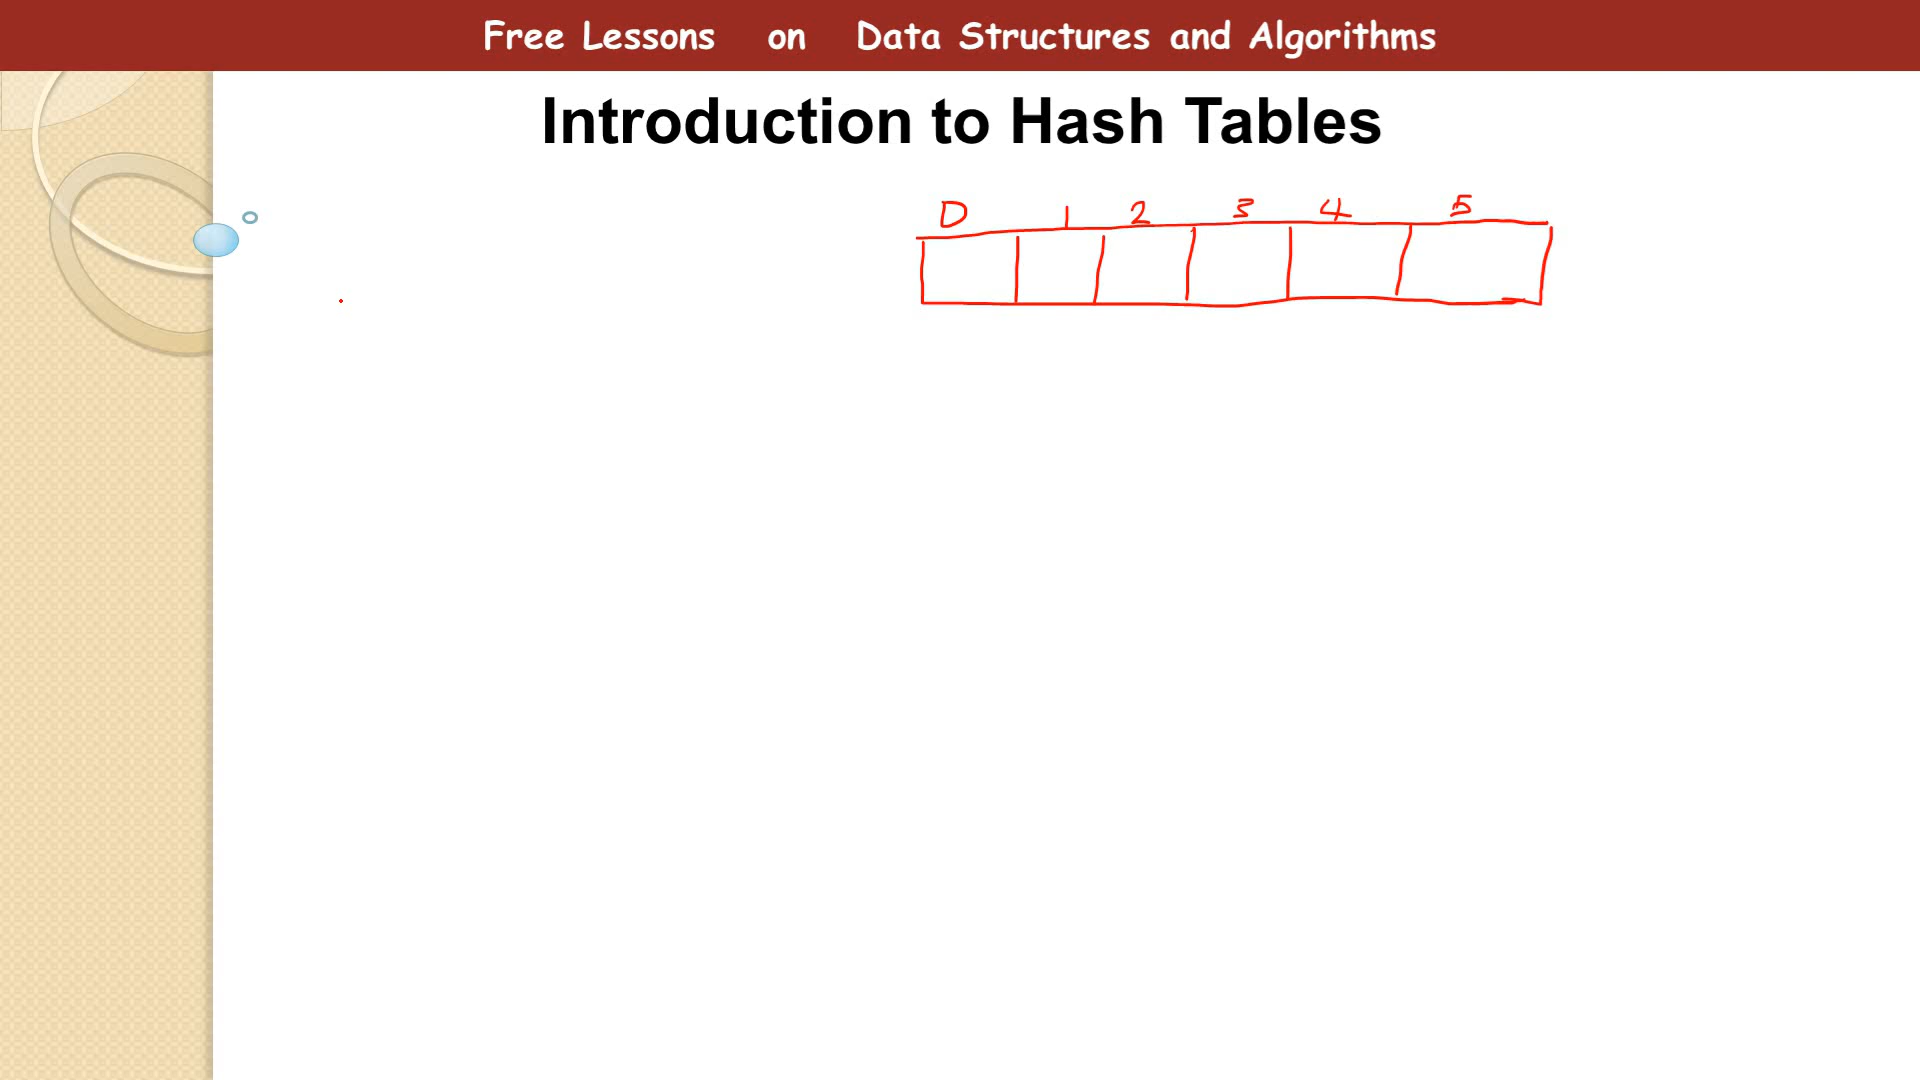 Free Lessons on Data Structures and Algorithms
Introduction to Hash Tables
0 1 2 3 4 5